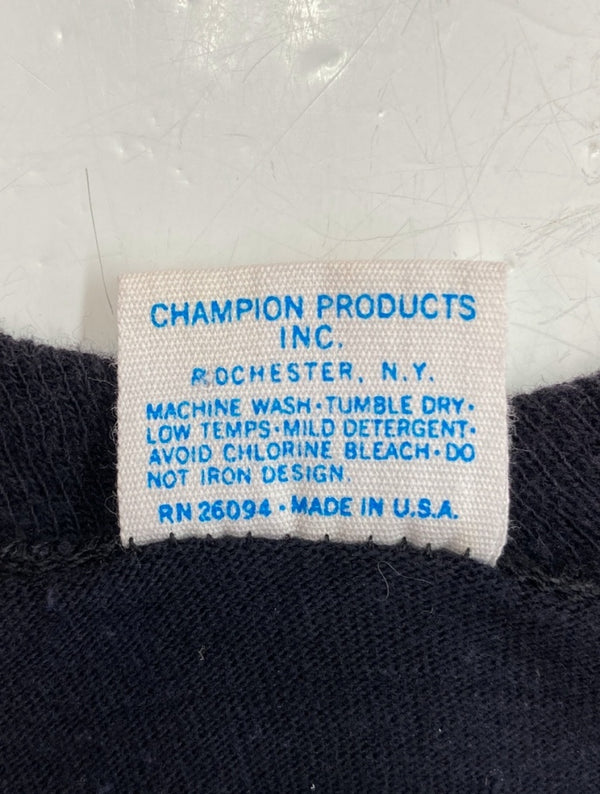 CHAMPION PRODUCTS
INC.
ROCHESTER, N.Y.
MACHINE WASH·TUMBLE DRY·
LOW TEMPS·MILD DETERGENT·
AVOID CHLORINE BLEACH·DO
NOT IRON DESIGN.
RN 26094 · MADE IN U.S.A.